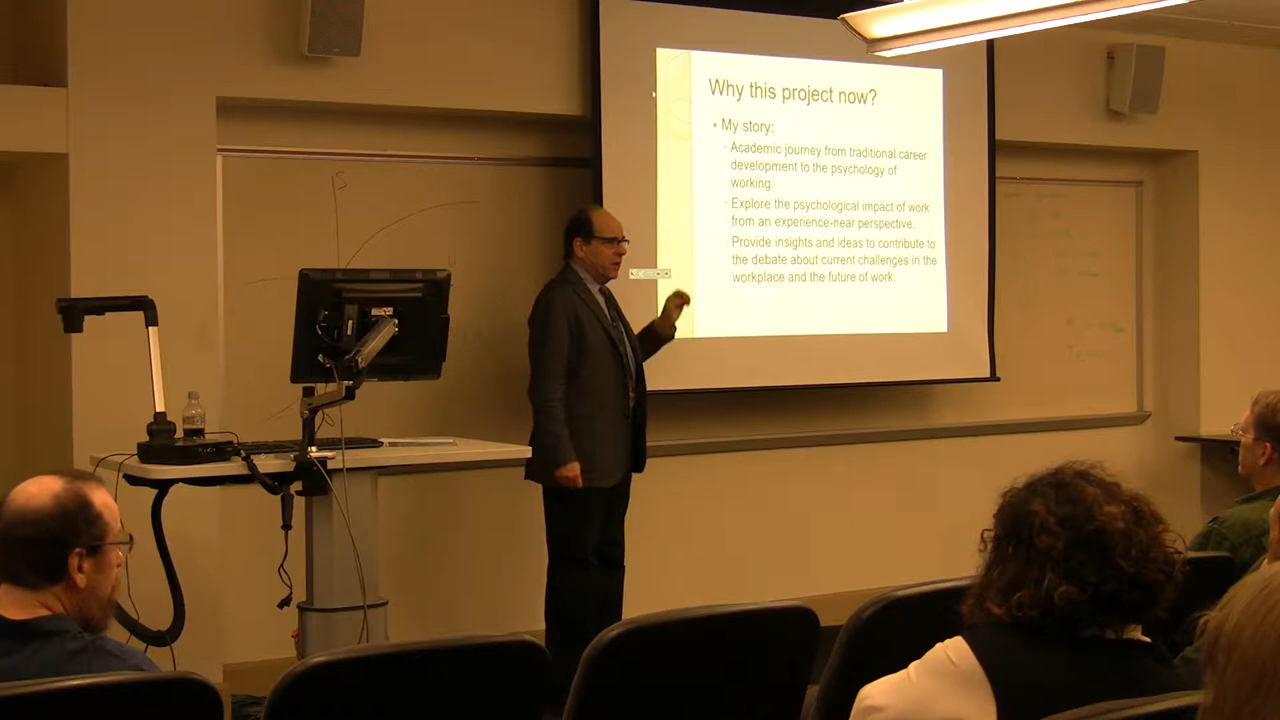 Why this project now?
• My story:
Academic journey from traditional career
development to the psychology of
working.
Explore the psychological impact of work
from an experience-near perspective.
Provide insights and ideas to contribute to
the debate about current challenges in the
workplace and the future of work.
S